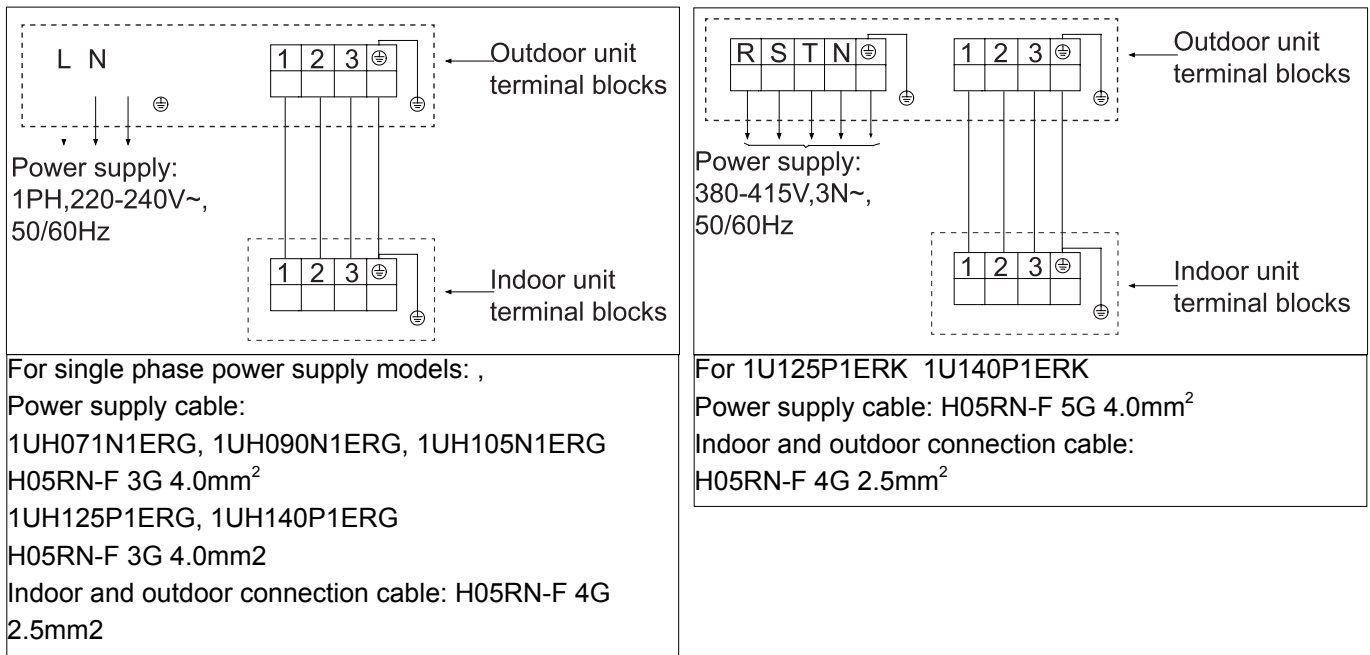 L N
1 2 3
Outdoor unit
terminal blocks
Power supply:
1PH,220-240V~,
50/60Hz
1 2 3
Indoor unit
terminal blocks
For single phase power supply models: ,
Power supply cable:
1UH071N1ERG, 1UH090N1ERG, 1UH105N1ERG
H05RN-F 3G 4.0mm²
1UH125P1ERG, 1UH140P1ERG
H05RN-F 3G 4.0mm2
Indoor and outdoor connection cable: H05RN-F 4G
2.5mm2
R S T N
1 2 3
Outdoor unit
terminal blocks
Power supply:
380-415V,3N~,
50/60Hz
1 2 3
Indoor unit
terminal blocks
For 1U125P1ERK 1U140P1ERK
Power supply cable: H05RN-F 5G 4.0mm²
Indoor and outdoor connection cable:
H05RN-F 4G 2.5mm²